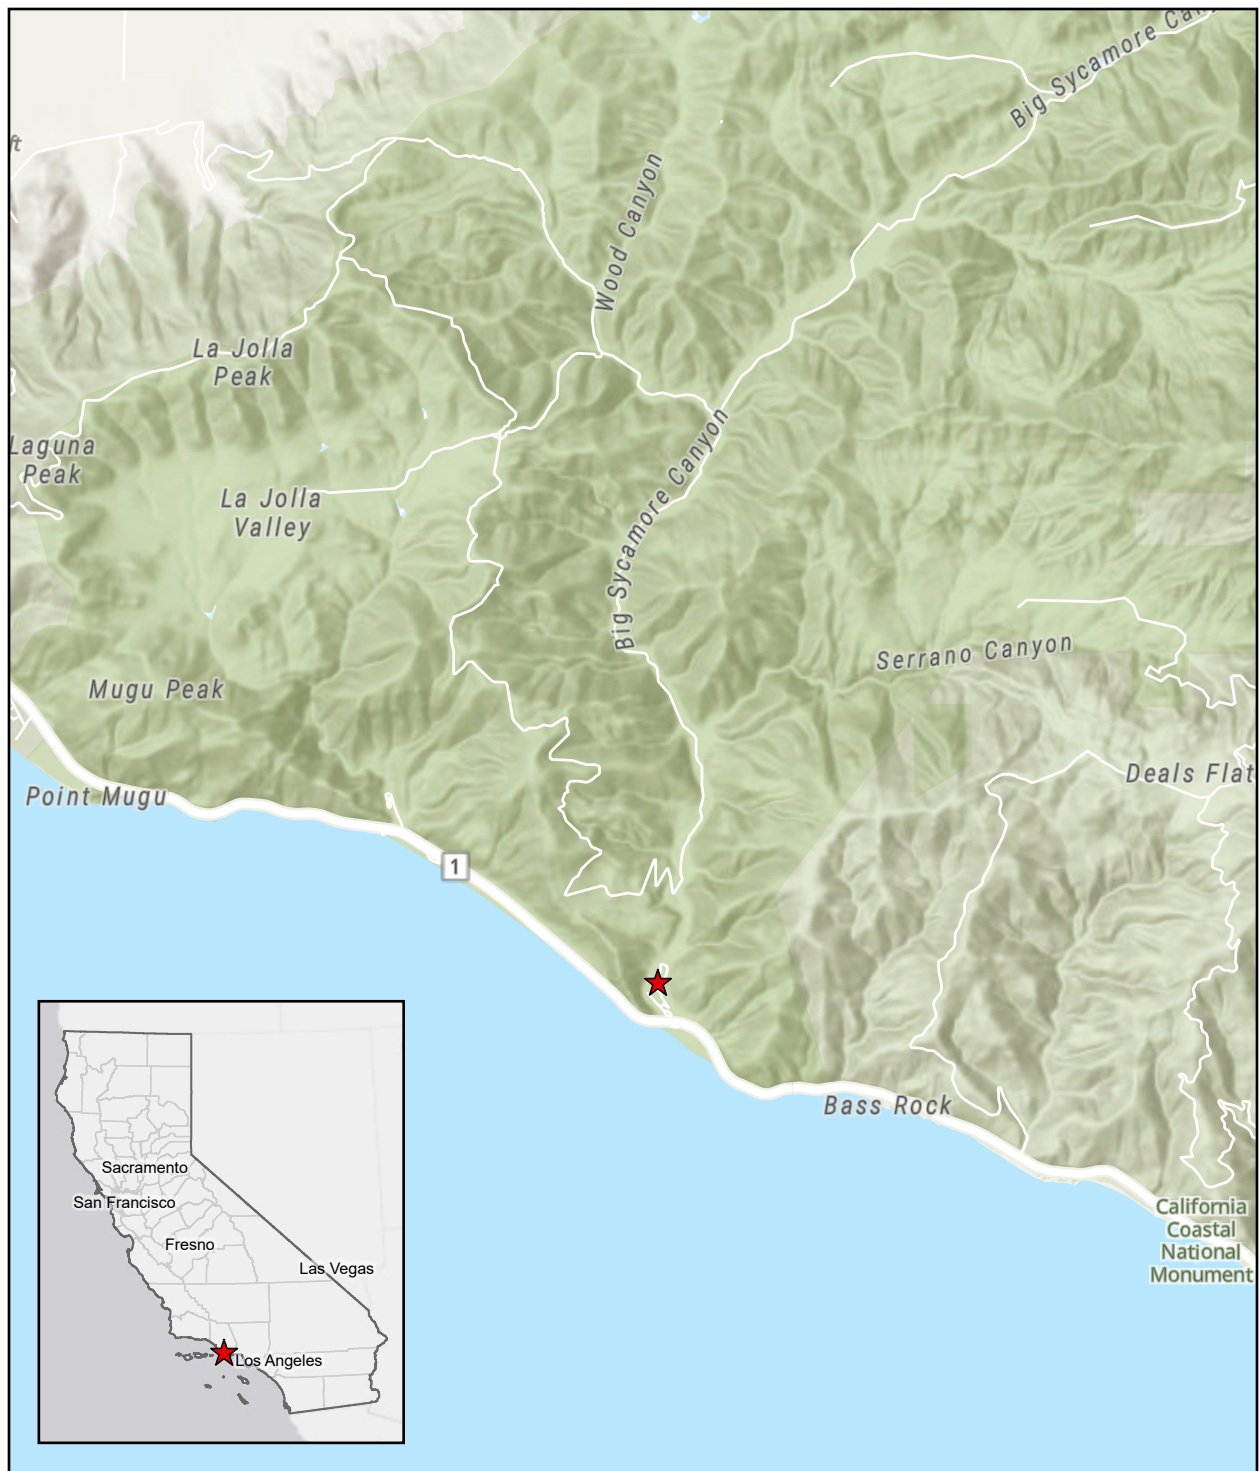 Big Sycamore Can
ft
Wood Canyon
La Jolla
Peak
Laguna
Peak
La Jolla
Valley
Big Sycamore Canyon
Serrano Canyon
Mugu Peak
Deals Flat
Point Mugu
1
Bass Rock
California
Coastal
National
Monument
Sacramento
San Francisco
Fresno
Las Vegas
Los Angeles